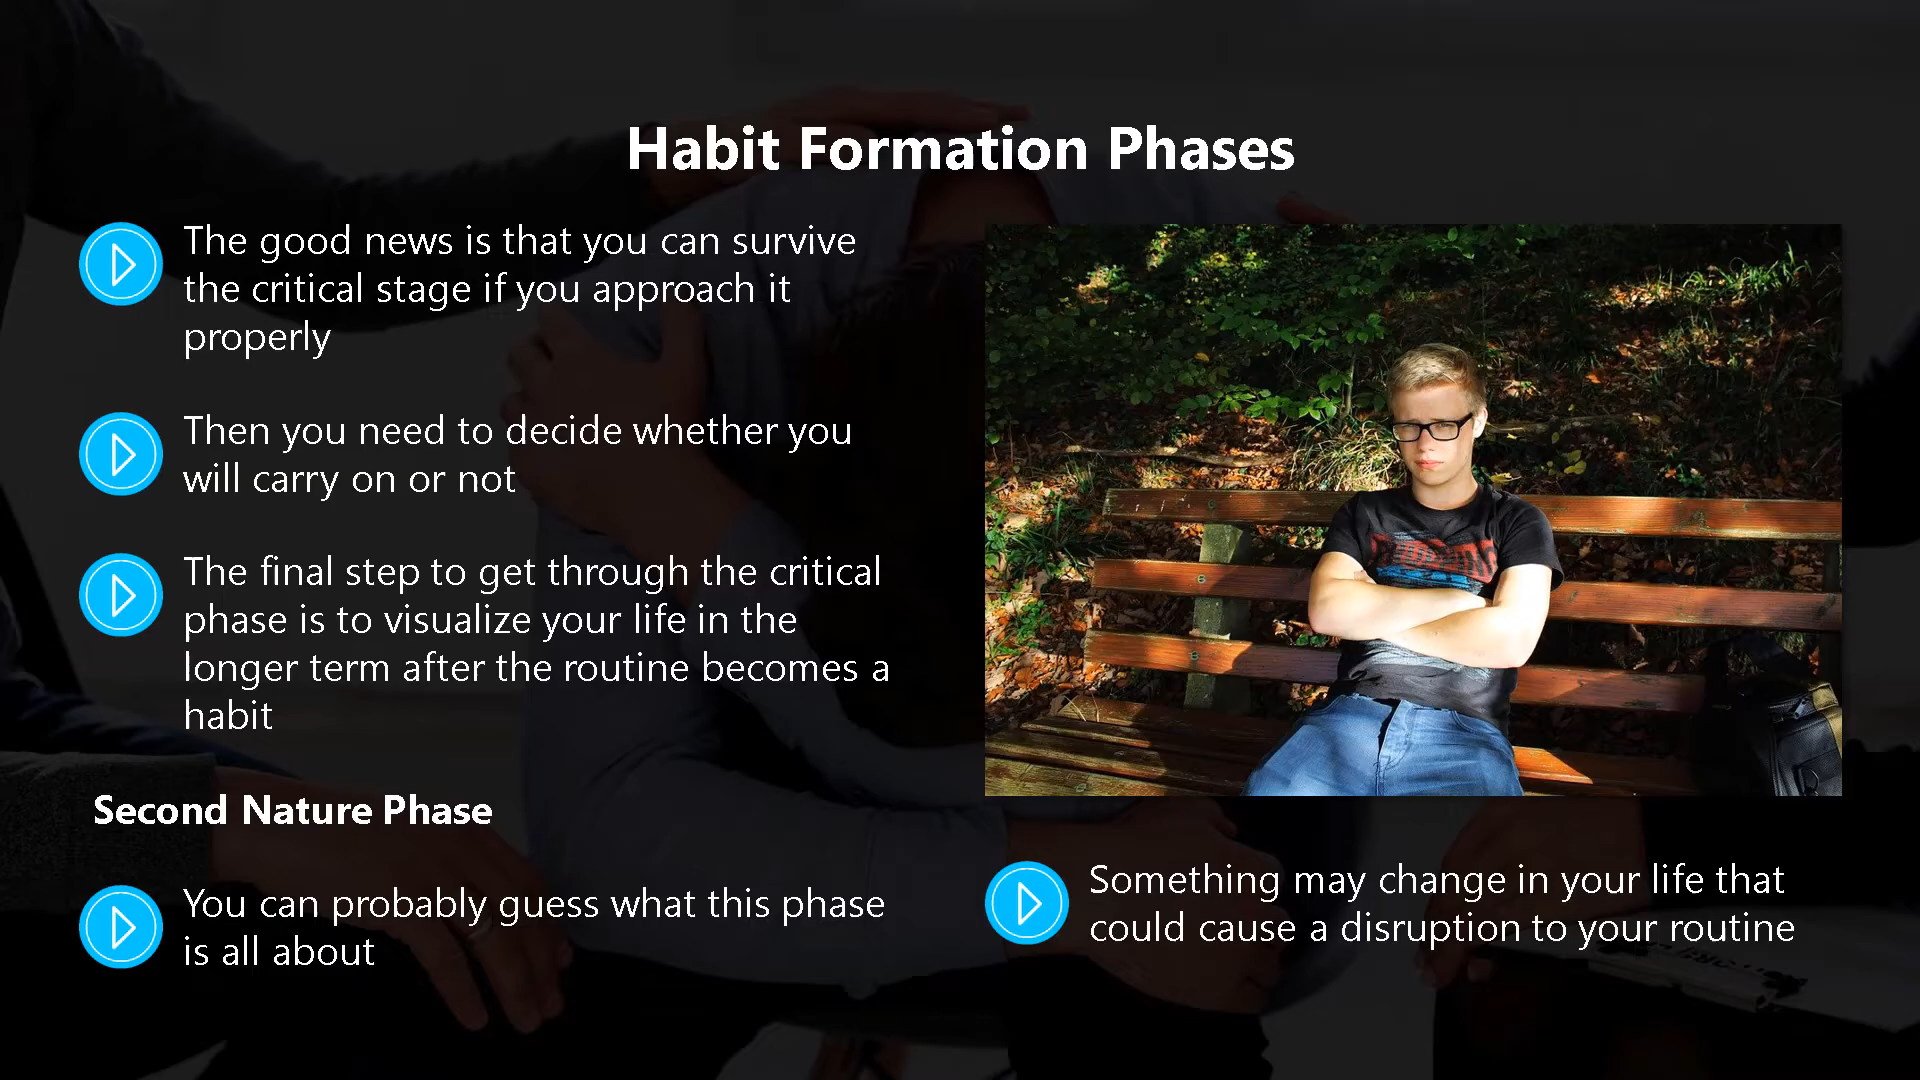 Habit Formation Phases
The good news is that you can survive
the critical stage if you approach it
properly
Then you need to decide whether you
will carry on or not
The final step to get through the critical
phase is to visualize your life in the
longer term after the routine becomes a
habit
Second Nature Phase
You can probably guess what this phase
is all about
Something may change in your life that
could cause a disruption to your routine